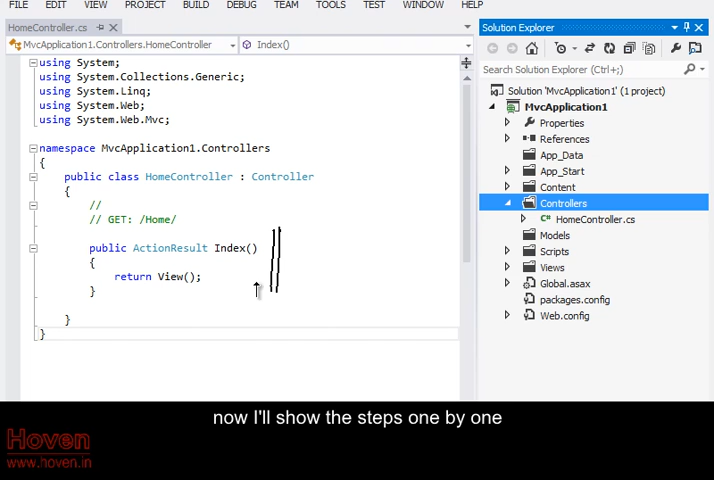 FILE EDIT VIEW PROJECT BUILD DEBUG TEAM TOOLS TEST WINDOW HELP
HomeController.cs
MvcApplication1.Controllers.HomeController Index()
using System;
using System.Collections.Generic;
using System.Linq;
using System.Web;
using System.Web.Mvc;
namespace MvcApplication1.Controllers
{
public class HomeController : Controller
{
//
// GET: /Home/
public ActionResult Index()
{
return View();
}
}
}
Solution Explorer
Search Solution Explorer (Ctrl+;)
Solution 'MvcApplication1' (1 project)
MvcApplication1
Properties
References
App_Data
App_Start
Content
Controllers
C# HomeController.cs
Models
Scripts
Views
Global.asax
packages.config
Web.config
now I'll show the steps one by one
Hoven
www.hoven.in